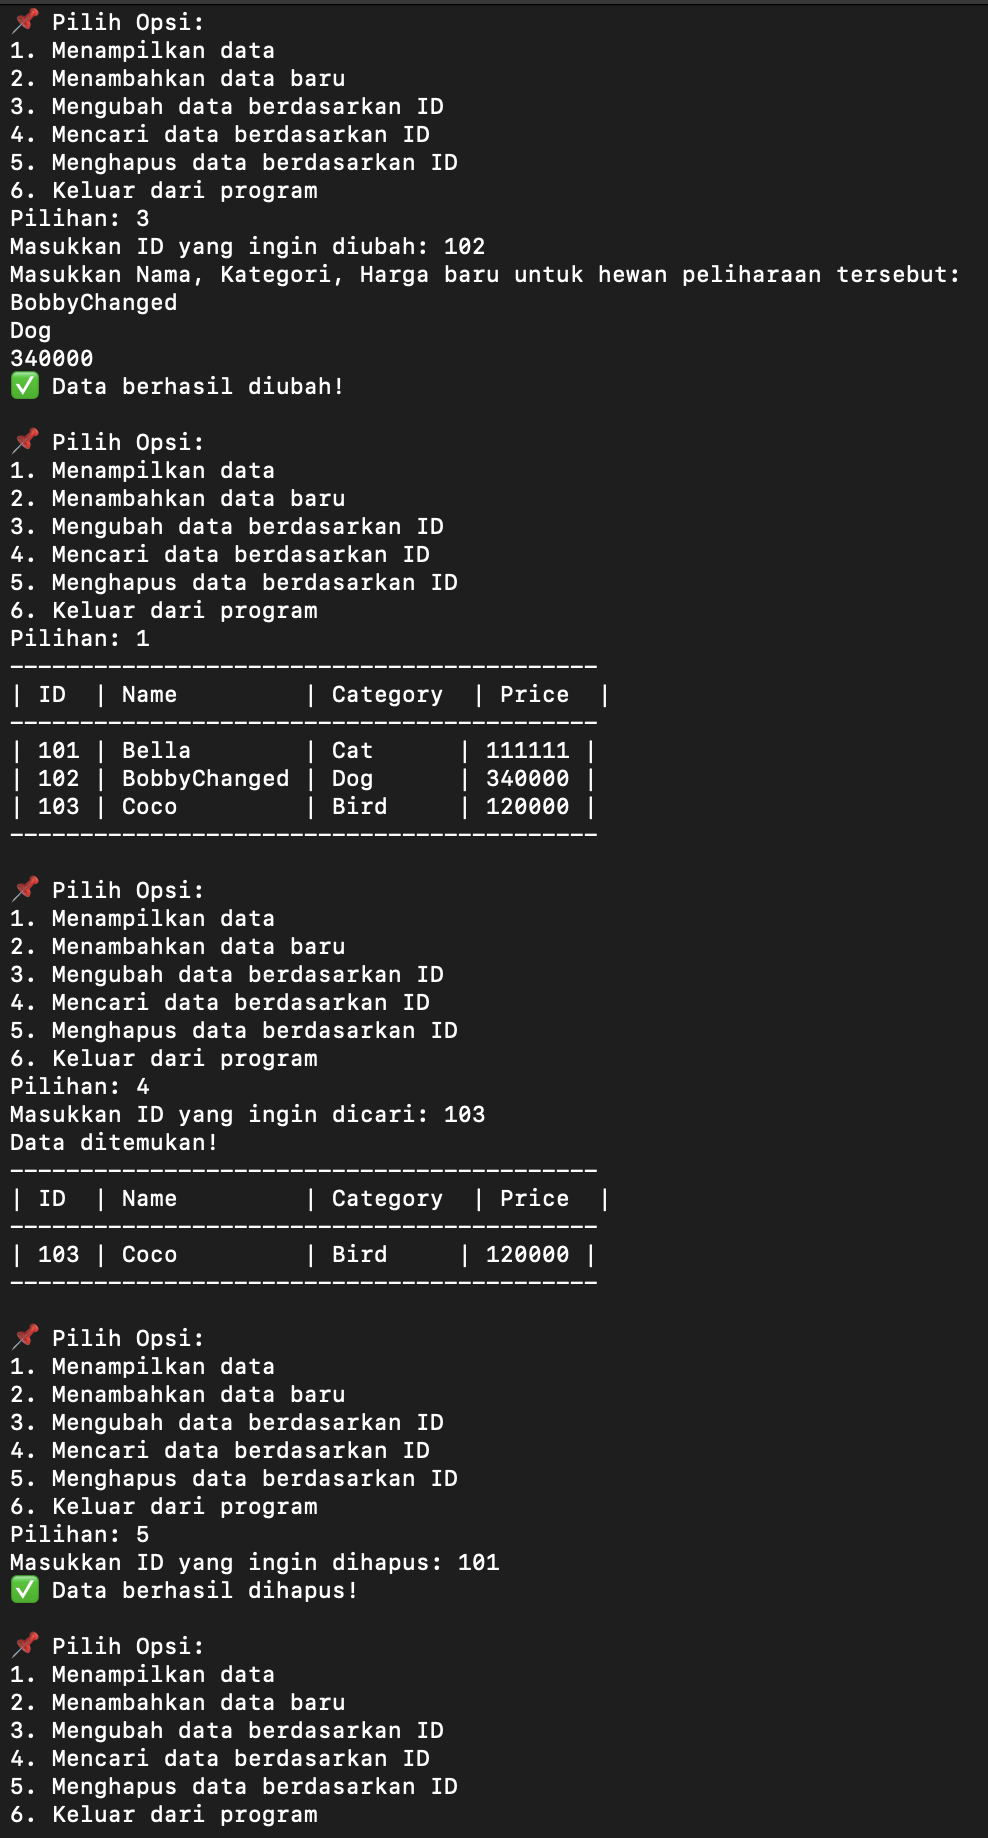 📌 Pilih Opsi:
1. Menampilkan data
2. Menambahkan data baru
3. Mengubah data berdasarkan ID
4. Mencari data berdasarkan ID
5. Menghapus data berdasarkan ID
6. Keluar dari program
Pilihan: 3
Masukkan ID yang ingin diubah: 102
Masukkan Nama, Kategori, Harga baru untuk hewan peliharaan tersebut:
BobbyChanged
Dog
340000
✅ Data berhasil diubah!

📌 Pilih Opsi:
1. Menampilkan data
2. Menambahkan data baru
3. Mengubah data berdasarkan ID
4. Mencari data berdasarkan ID
5. Menghapus data berdasarkan ID
6. Keluar dari program
Pilihan: 1
------------------------------------------
| ID  | Name         | Category  | Price  |
------------------------------------------
| 101 | Bella        | Cat      | 111111 |
| 102 | BobbyChanged | Dog      | 340000 |
| 103 | Coco         | Bird     | 120000 |
------------------------------------------

📌 Pilih Opsi:
1. Menampilkan data
2. Menambahkan data baru
3. Mengubah data berdasarkan ID
4. Mencari data berdasarkan ID
5. Menghapus data berdasarkan ID
6. Keluar dari program
Pilihan: 4
Masukkan ID yang ingin dicari: 103
Data ditemukan!
------------------------------------------
| ID  | Name         | Category  | Price  |
------------------------------------------
| 103 | Coco         | Bird     | 120000 |
------------------------------------------

📌 Pilih Opsi:
1. Menampilkan data
2. Menambahkan data baru
3. Mengubah data berdasarkan ID
4. Mencari data berdasarkan ID
5. Menghapus data berdasarkan ID
6. Keluar dari program
Pilihan: 5
Masukkan ID yang ingin dihapus: 101
✅ Data berhasil dihapus!

📌 Pilih Opsi:
1. Menampilkan data
2. Menambahkan data baru
3. Mengubah data berdasarkan ID
4. Mencari data berdasarkan ID
5. Menghapus data berdasarkan ID
6. Keluar dari program